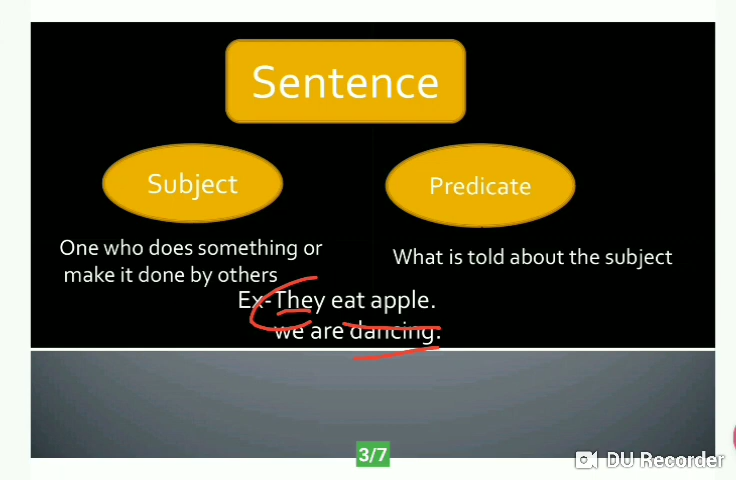 Sentence
Subject
Predicate
One who does something or
make it done by others
What is told about the subject
Ex-They eat apple.
we are dancing.
3/7
DU Recorder